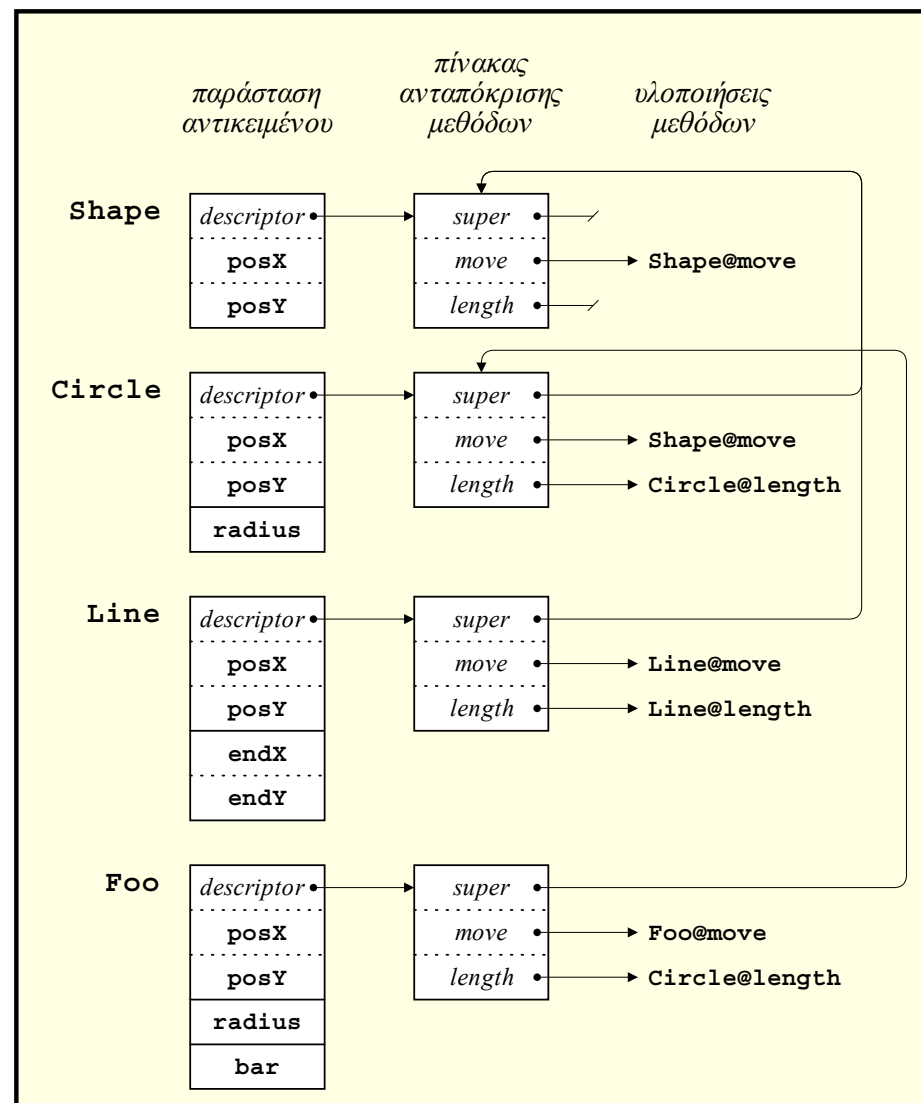 παράσταση
αντικειμένου
πίνακας
ανταπόκρισης
μεθόδων
υλοποιήσεις
μεθόδων
Shape
descriptor
posX
posY
super
move
length
Shape@move
Circle
descriptor
posX
posY
radius
super
move
length
Shape@move
Circle@length
Line
descriptor
posX
posY
endX
endY
super
move
length
Line@move
Line@length
Foo
descriptor
posX
posY
radius
bar
super
move
length
Foo@move
Circle@length